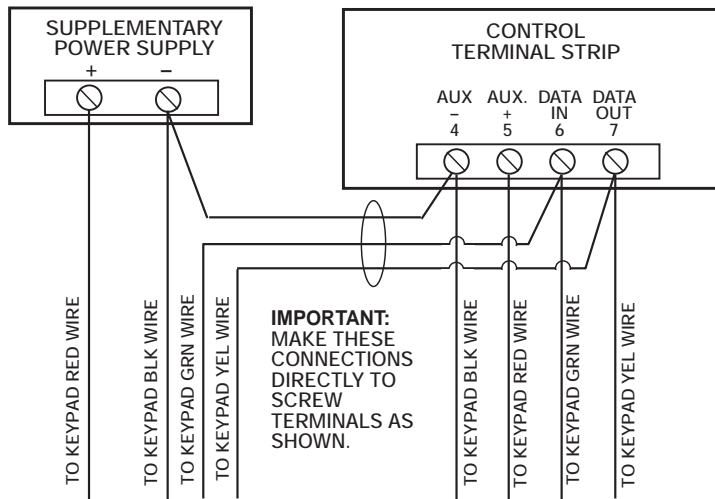 SUPPLEMENTARY
POWER SUPPLY
+ –
CONTROL
TERMINAL STRIP
AUX AUX. DATA DATA
– + IN OUT
4 5 6 7
TO KEYPAD RED WIRE
TO KEYPAD BLK WIRE
TO KEYPAD GRN WIRE
TO KEYPAD YEL WIRE
IMPORTANT:
MAKE THESE
CONNECTIONS
DIRECTLY TO
SCREW
TERMINALS AS
SHOWN.
TO KEYPAD BLK WIRE
TO KEYPAD RED WIRE
TO KEYPAD GRN WIRE
TO KEYPAD YEL WIRE